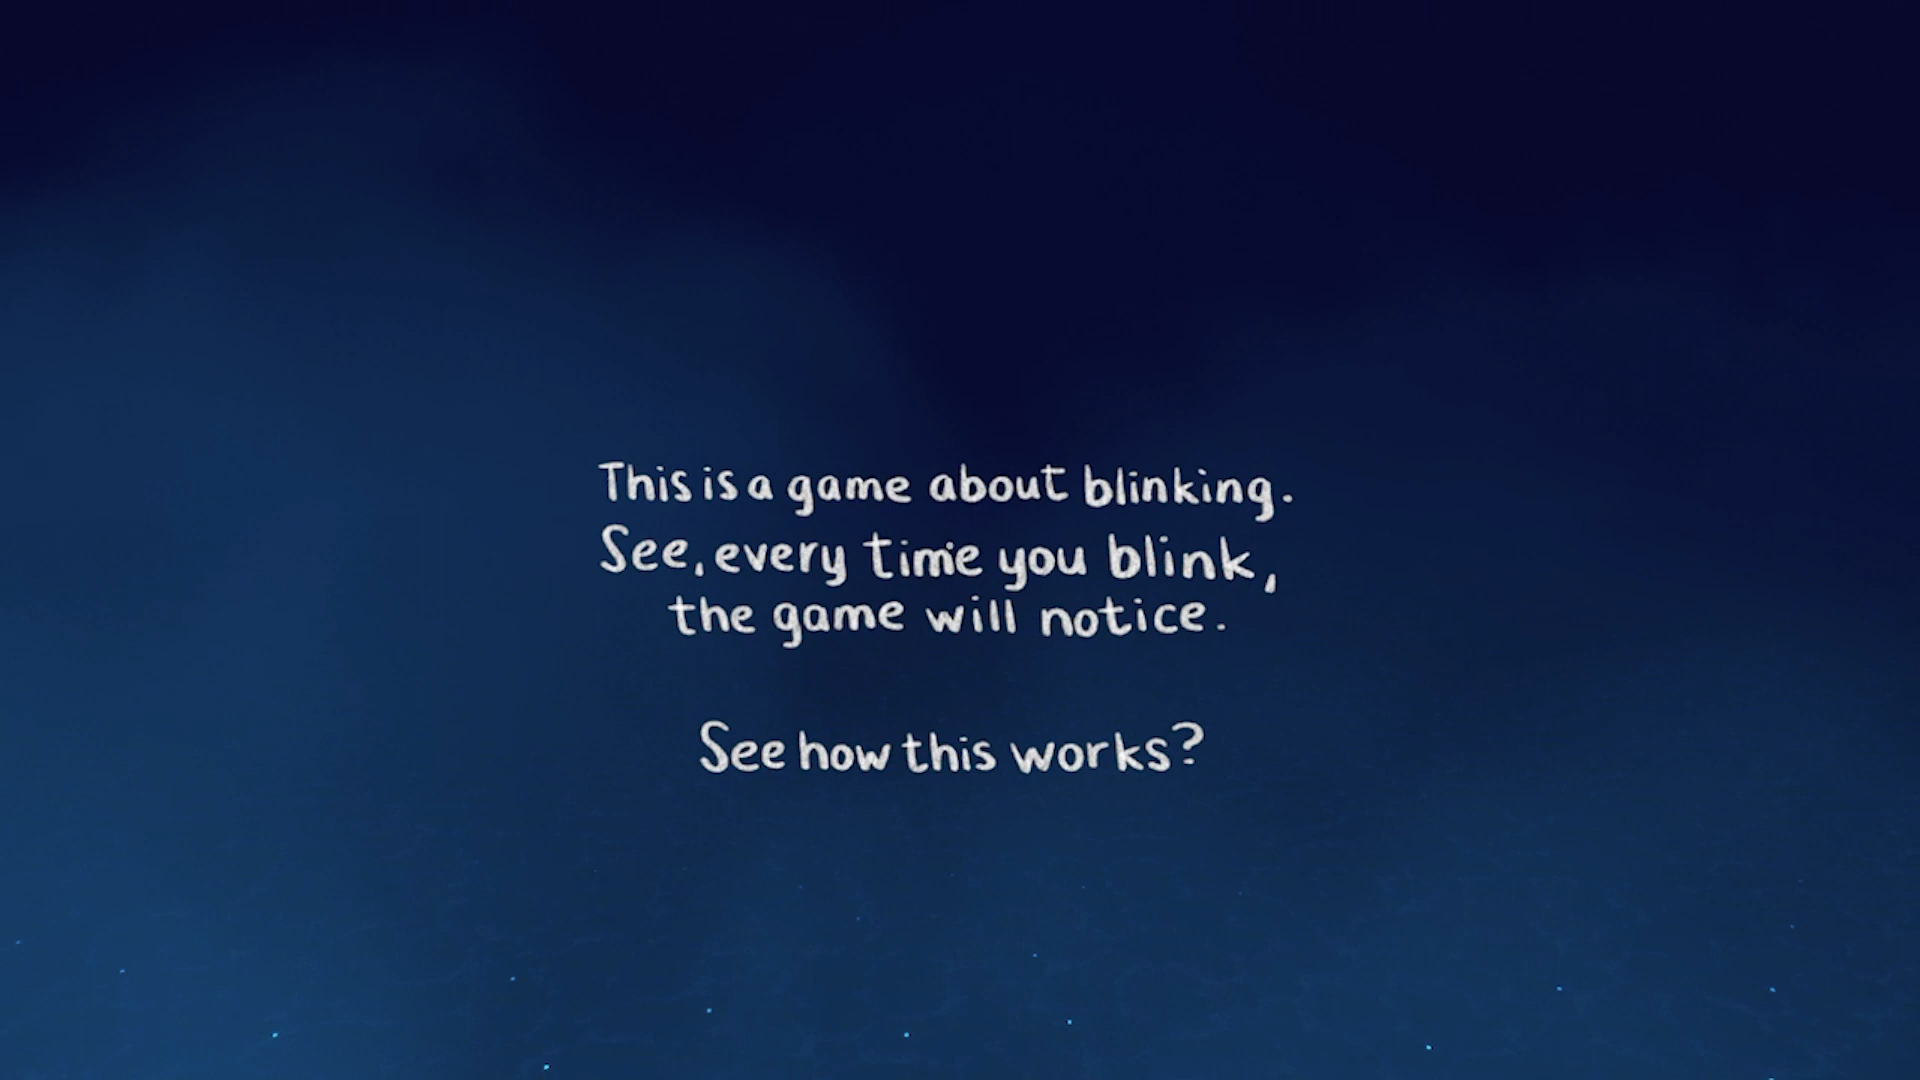 This is a game about blinking.
See, every time you blink,
the game will notice.
See how this works?